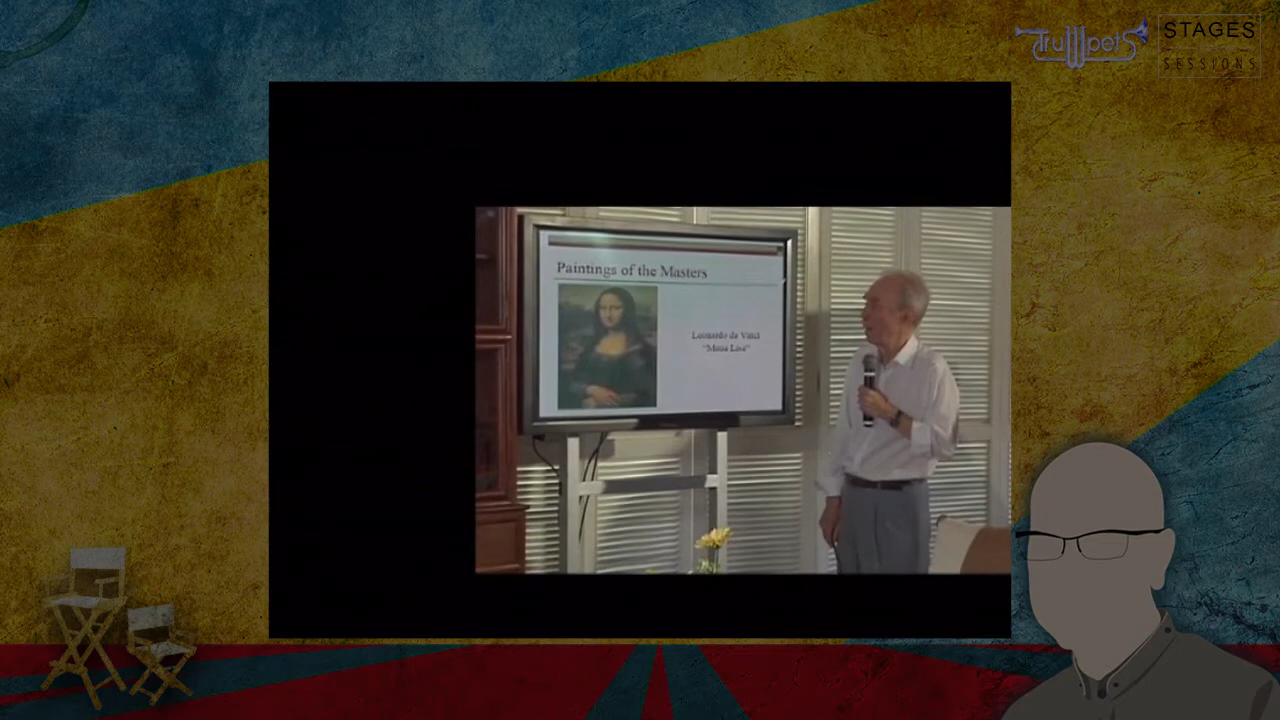 Trumpets
STAGES
SESSIONS
Paintings of the Masters
Leonardo da Vinci
"Mona Lisa"